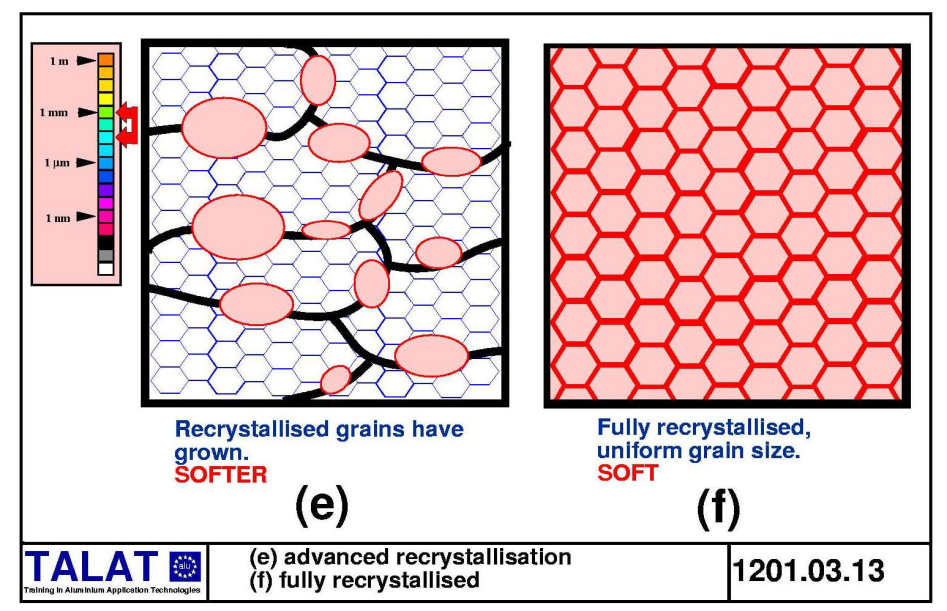 1 m
1 mm
1 µm
1 nm
Recrystallised grains have
grown.
SOFTER
(e)
Fully recrystallised,
uniform grain size.
SOFT
(f)
TALAT
alu
Training in Aluminium Application Technologies
(e) advanced recrystallisation
(f) fully recrystallised
1201.03.13